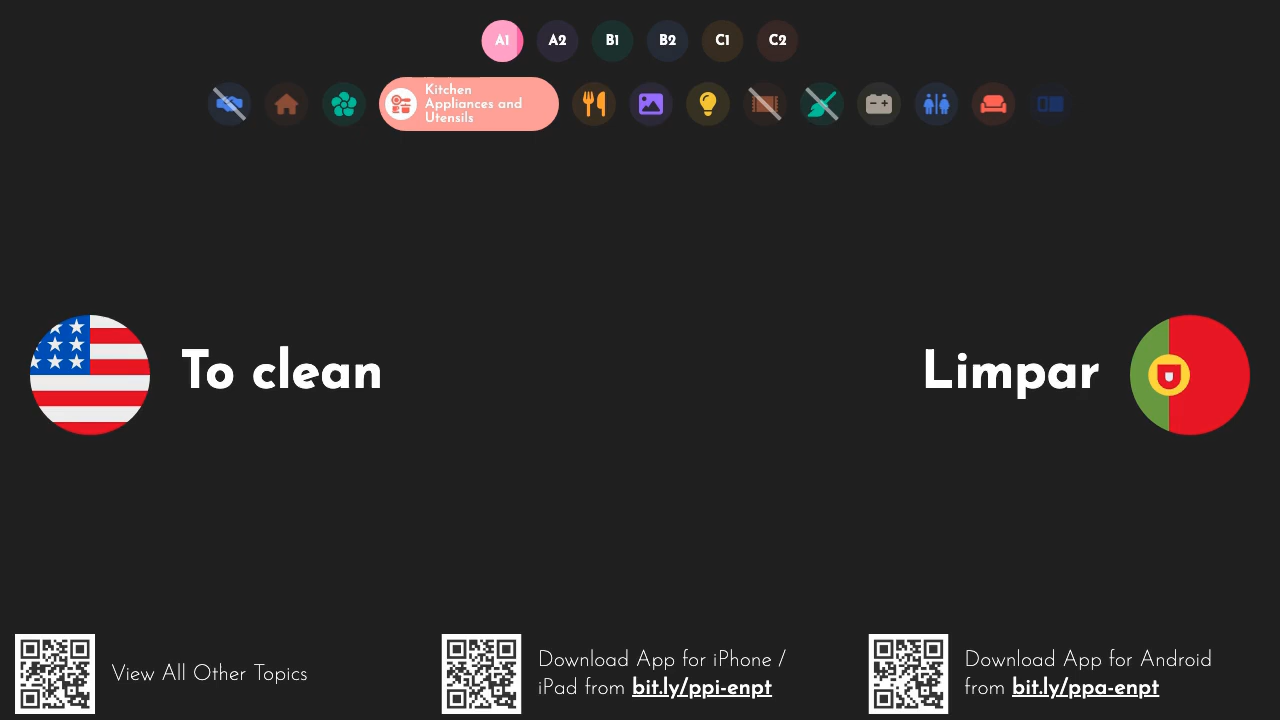 A1 A2 B1 B2 C1 C2
Kitchen
Appliances and
Utensils
To clean
Limpar
View All Other Topics
Download App for iPhone /
iPad from bit.ly/ppi-enpt
Download App for Android
from bit.ly/ppa-enpt